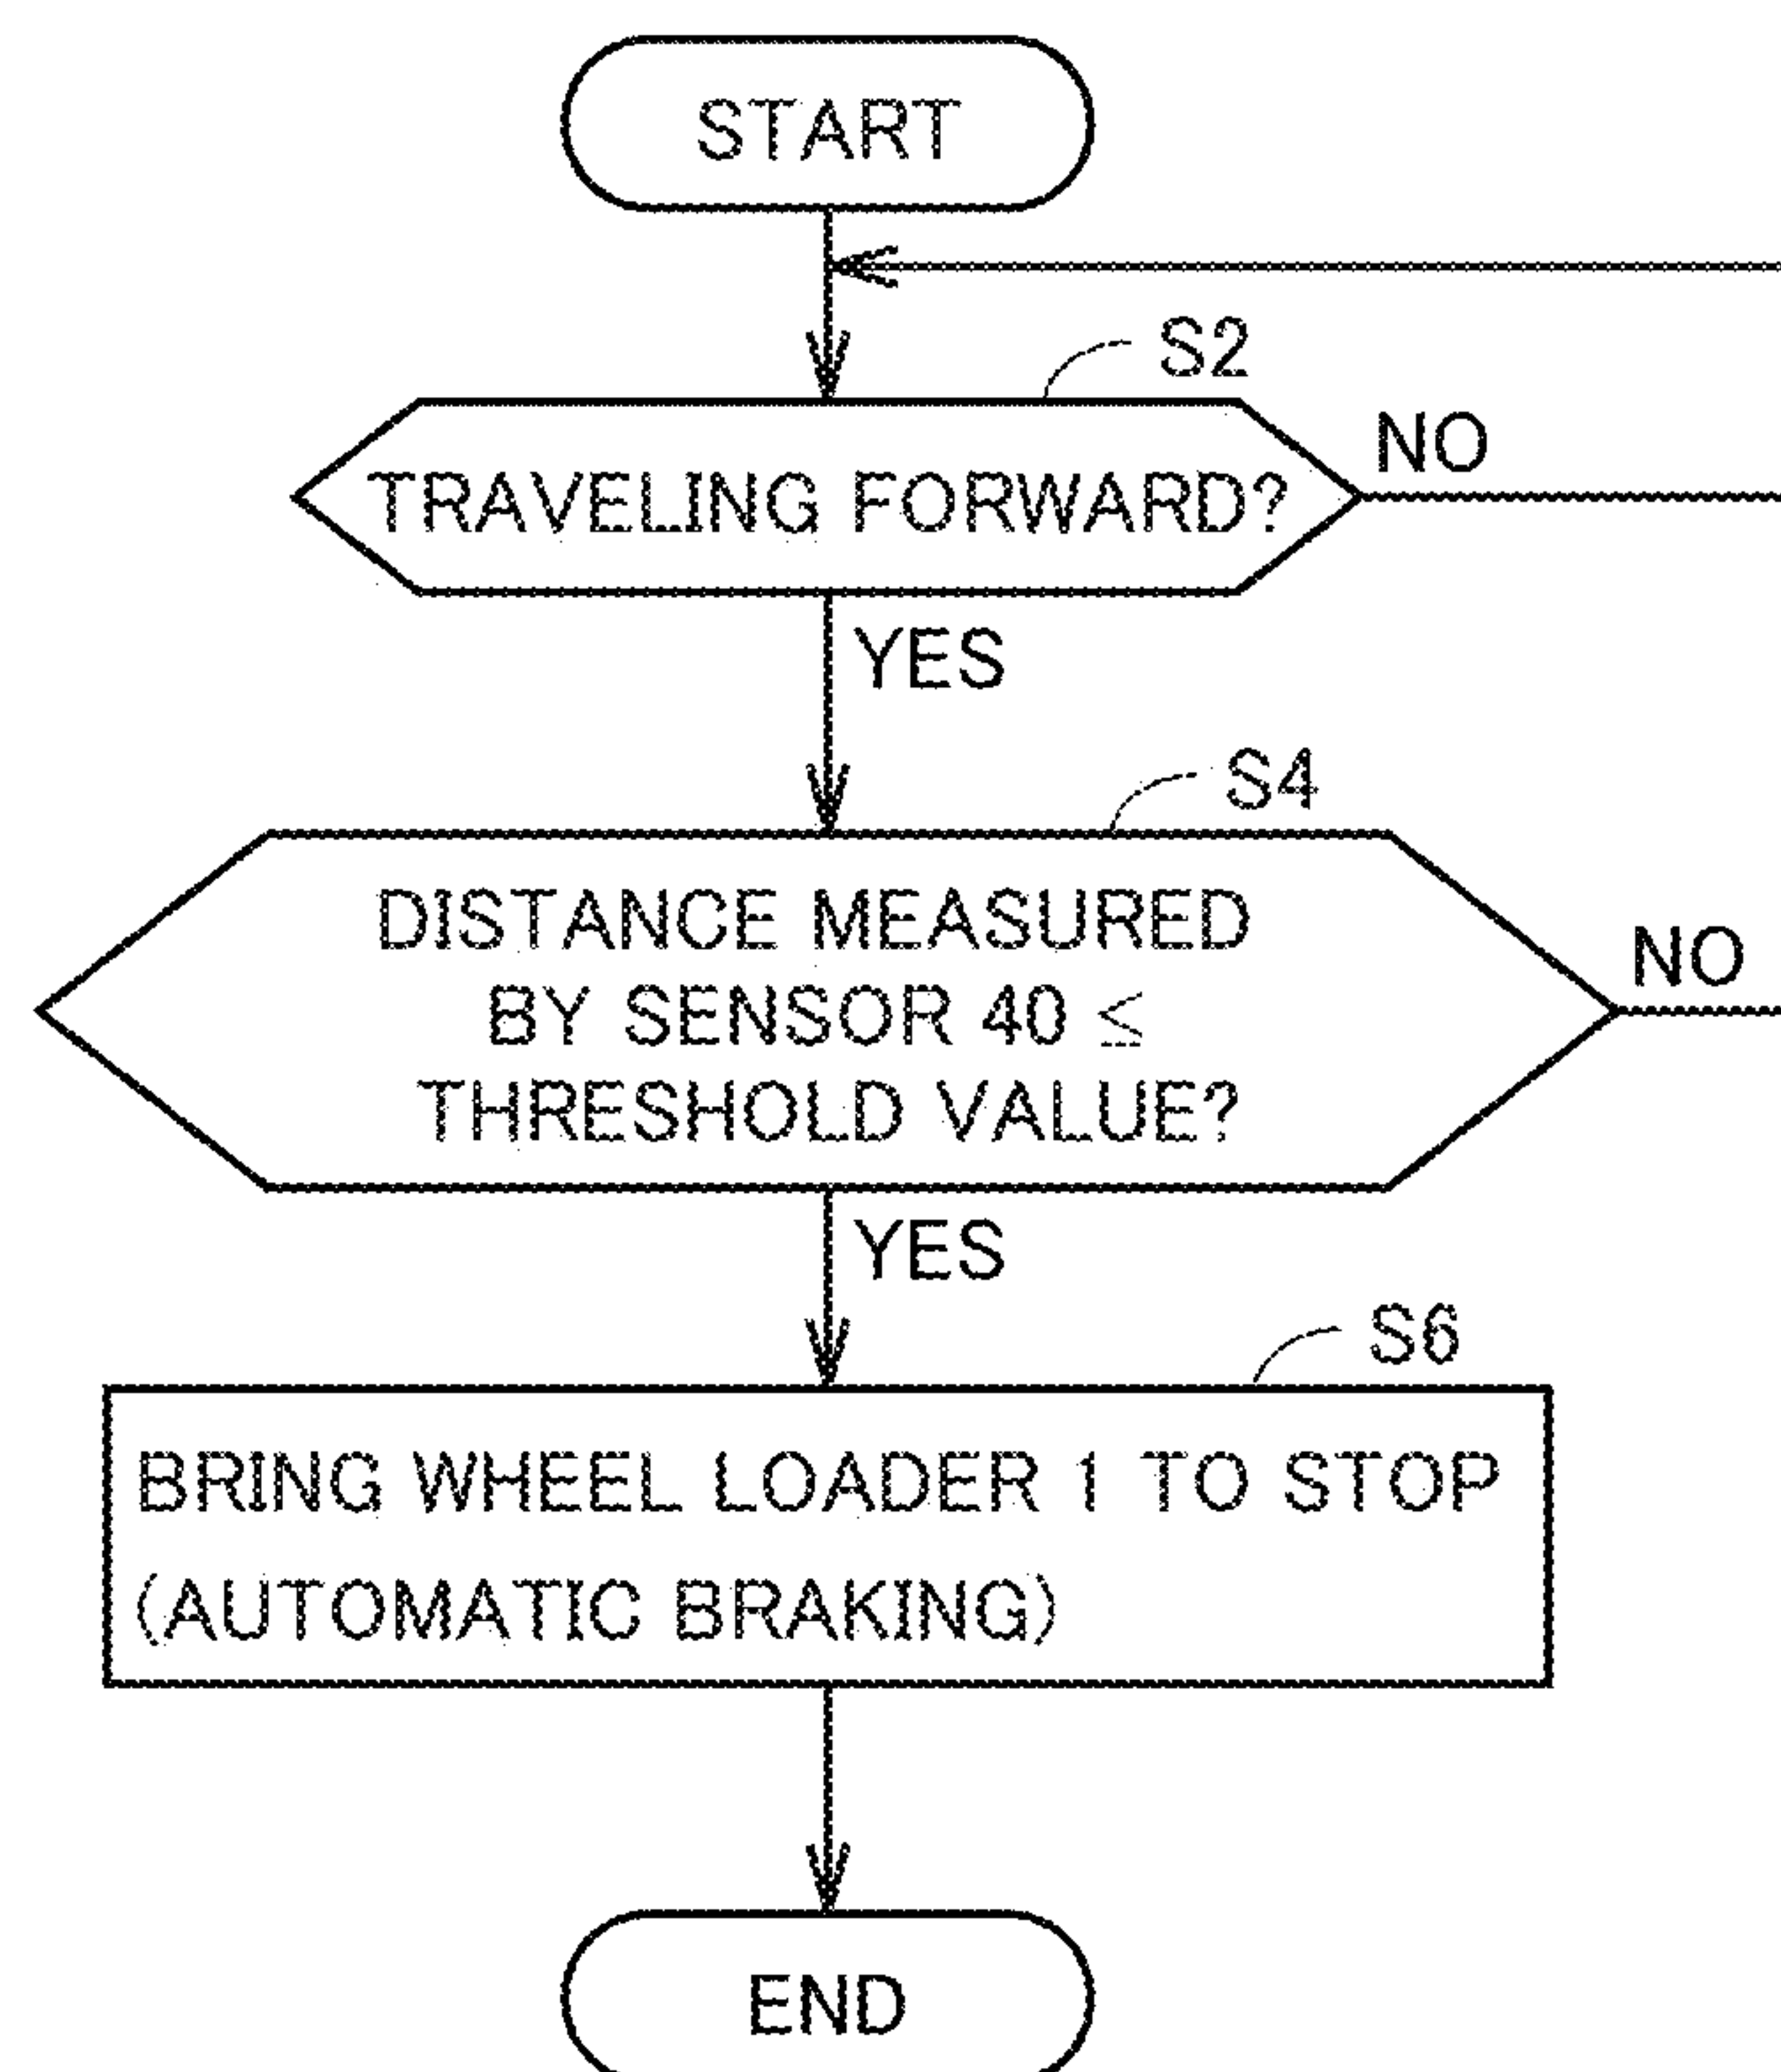 START
S2
TRAVELING FORWARD?
NO
YES
S4
DISTANCE MEASURED
BY SENSOR 40 ≤
THRESHOLD VALUE?
NO
YES
S6
BRING WHEEL LOADER 1 TO STOP
(AUTOMATIC BRAKING)
END